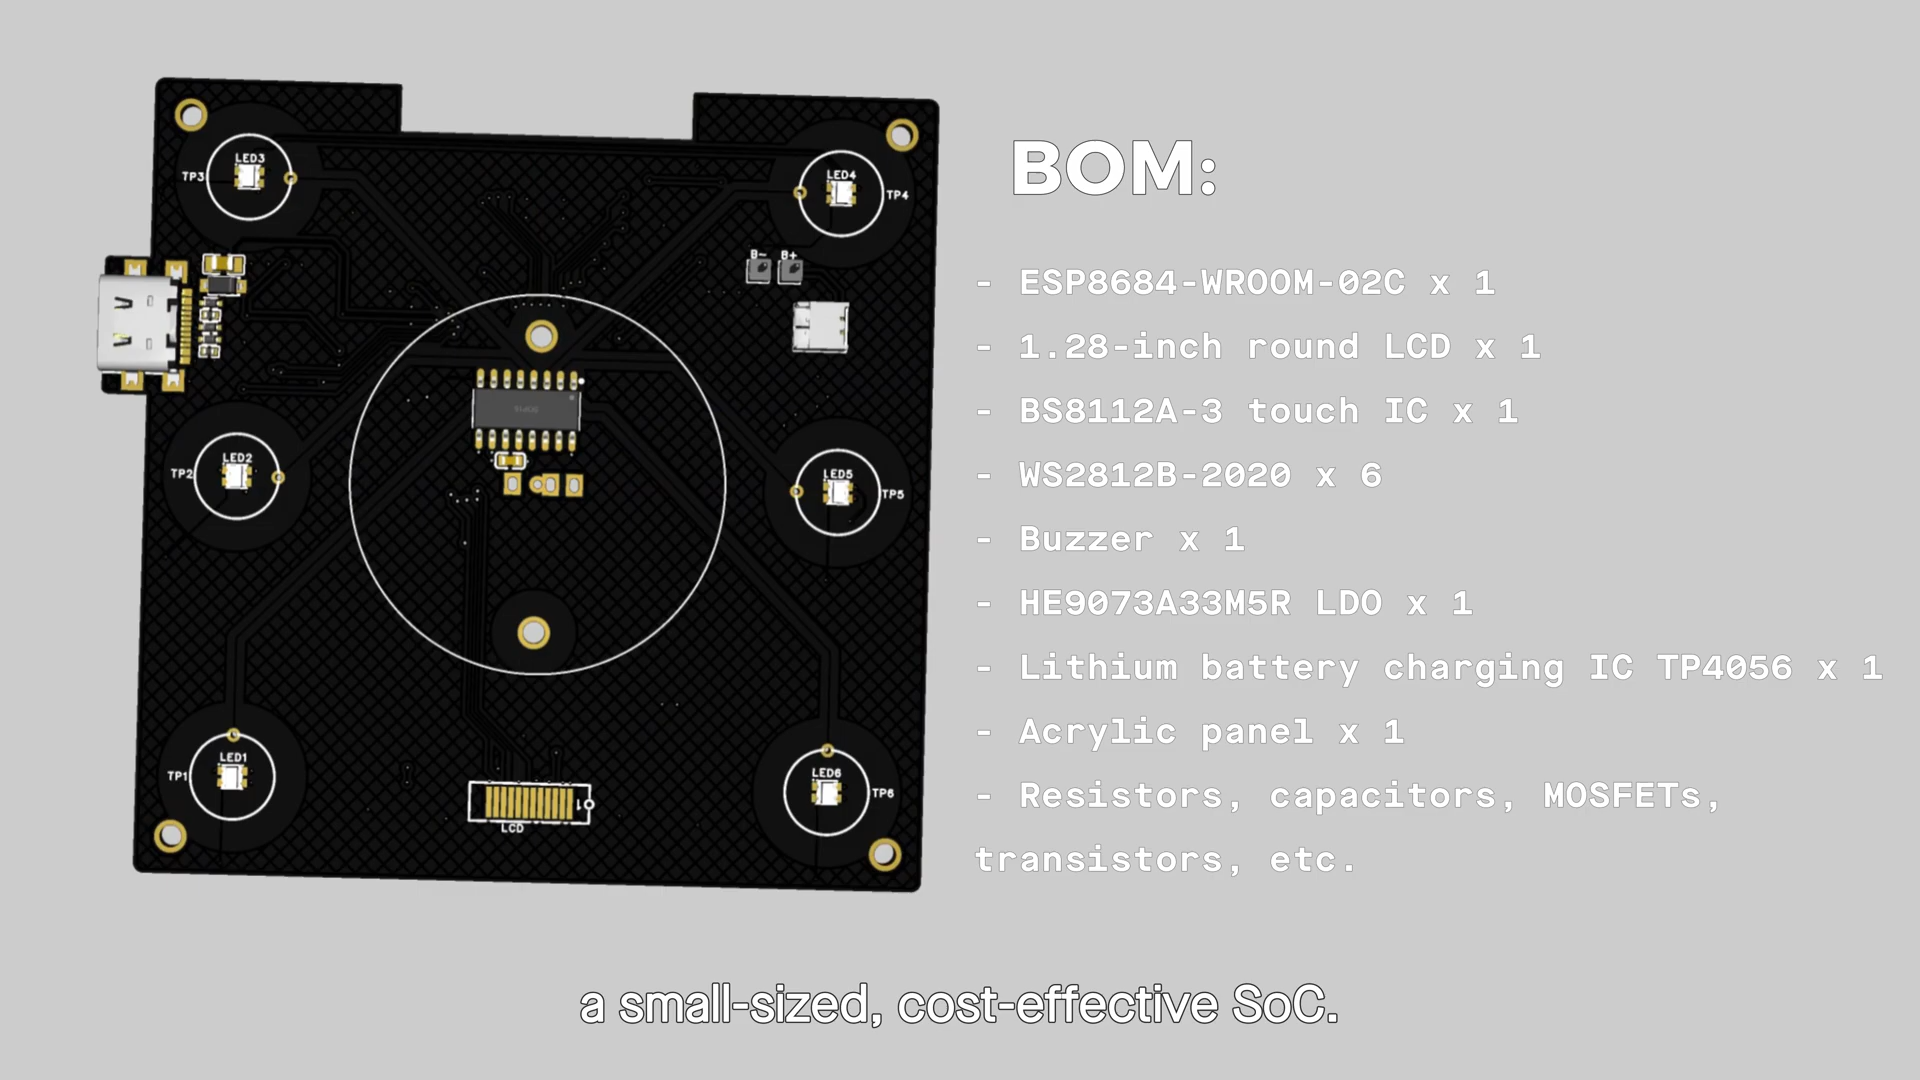 LED3
TP3
LED4
TP4
B- B+
LED2
TP2
LED5
TP5
LED1
TP1
LED6
TP6
1
LCD
BOM:
- ESP8684-WROOM-02C x 1
- 1.28-inch round LCD x 1
- BS8112A-3 touch IC x 1
- WS2812B-2020 x 6
- Buzzer x 1
- HE9073A33M5R LDO x 1
- Lithium battery charging IC TP4056 x 1
- Acrylic panel x 1
- Resistors, capacitors, MOSFETs,
transistors, etc.
a small-sized, cost-effective SoC.